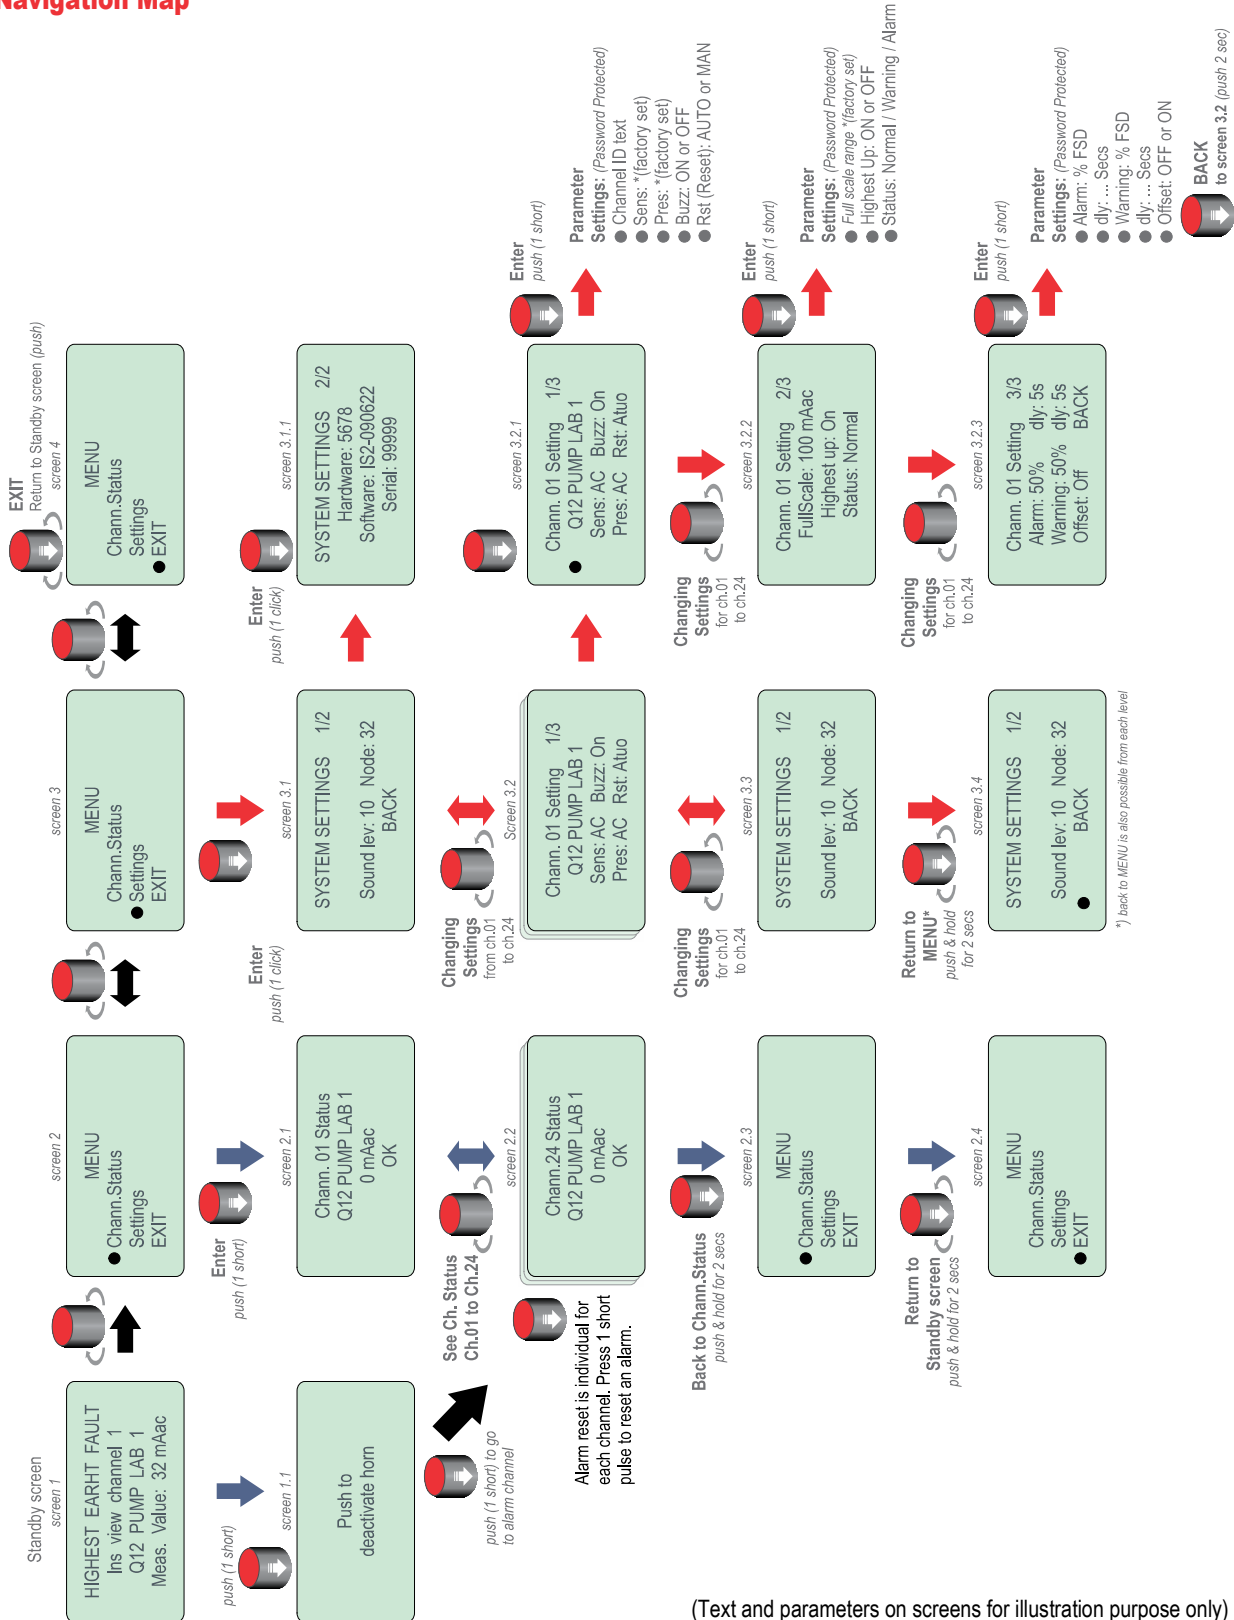 Navigation Map
Standby screen
screen 1
HIGHEST EARHT FAULT
Ins view channel 1
Q12 PUMP LAB 1
Meas. Value: 32 mAac
push (1 short)
screen 1.1
Push to
deactivate horn
push (1 short) to go
to alarm channel
screen 2
MENU
Chann.Status
Settings
EXIT
Enter
push (1 short)
screen 2.1
Chann. 01 Status
Q12 PUMP LAB 1
0 mAac
OK
See Ch. Status
Ch.01 to Ch.24
screen 2.2
Chann.24 Status
Q12 PUMP LAB 1
0 mAac
OK
Alarm reset is individual for
each channel. Press 1 short
pulse to reset an alarm.
Back to Chann.Status
push & hold for 2 secs
screen 2.3
MENU
Chann.Status
Settings
EXIT
Return to
Standby screen
push & hold for 2 secs
screen 2.4
MENU
Chann.Status
Settings
EXIT
screen 3
MENU
Chann.Status
Settings
EXIT
Enter
push (1 click)
screen 3.1
SYSTEM SETTINGS 1/2
Sound lev: 10 Node: 32
BACK
Changing
Settings
from ch.01
to ch.24
Screen 3.2
Chann. 01 Setting 1/3
Q12 PUMP LAB 1
Sens: AC Buzz: On
Pres: AC Rst: Atuo
Changing
Settings
for ch.01
to ch.24
screen 3.3
SYSTEM SETTINGS 1/2
Sound lev: 10 Node: 32
BACK
Return to
MENU*
push & hold
for 2 secs
screen 3.4
SYSTEM SETTINGS 1/2
Sound lev: 10 Node: 32
BACK
*) back to MENU is also possible from each level
EXIT
Return to Standby screen (push)
screen 4
MENU
Chann.Status
Settings
EXIT
Enter
push (1 click)
screen 3.1.1
SYSTEM SETTINGS 2/2
Hardware: 5678
Software: IS2-090622
Serial: 99999
screen 3.2.1
Chann. 01 Setting 1/3
Q12 PUMP LAB 1
Sens: AC Buzz: On
Pres: AC Rst: Atuo
Enter
push (1 short)
Parameter
Settings: (Password Protected)
● Channel ID text
● Sens: *(factory set)
● Pres: *(factory set)
● Buzz: ON or OFF
● Rst (Reset): AUTO or MAN
Changing
Settings
for ch.01
to ch.24
screen 3.2.2
Chann. 01 Setting 2/3
FullScale: 100 mAac
Highest up: On
Status: Normal
Enter
push (1 short)
Parameter
Settings: (Password Protected)
● Full scale range *(factory set)
● Highest Up: ON or OFF
● Status: Normal / Warning / Alarm
Changing
Settings
for ch.01
to ch.24
screen 3.2.3
Chann. 01 Setting 3/3
Alarm: 50% dly: 5s
Warning: 50% dly: 5s
Offset: Off BACK
Enter
push (1 short)
Parameter
Settings: (Password Protected)
● Alarm: % FSD
● dly: ... Secs
● Warning: % FSD
● dly: ... Secs
● Offset: OFF or ON
BACK
to screen 3.2 (push 2 sec)
(Text and parameters on screens for illustration purpose only)